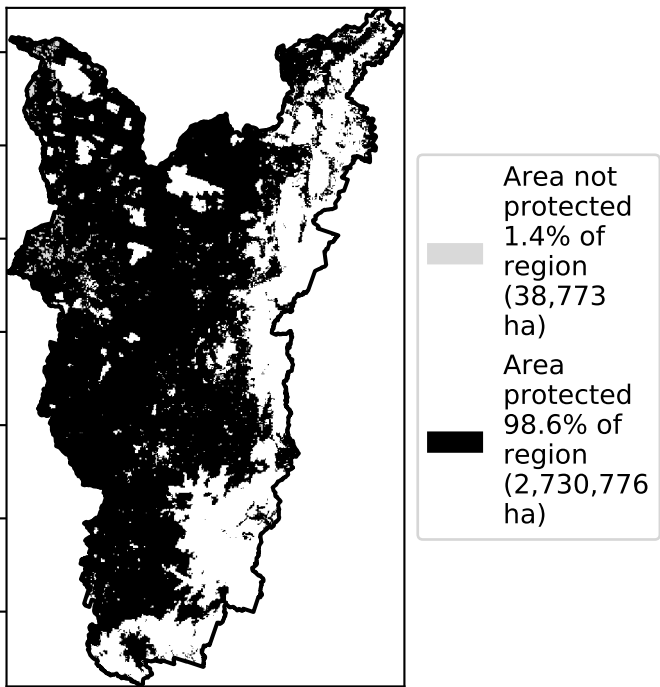 Area not
protected
1.4% of
region
(38,773
ha)
Area
protected
98.6% of
region
(2,730,776
ha)